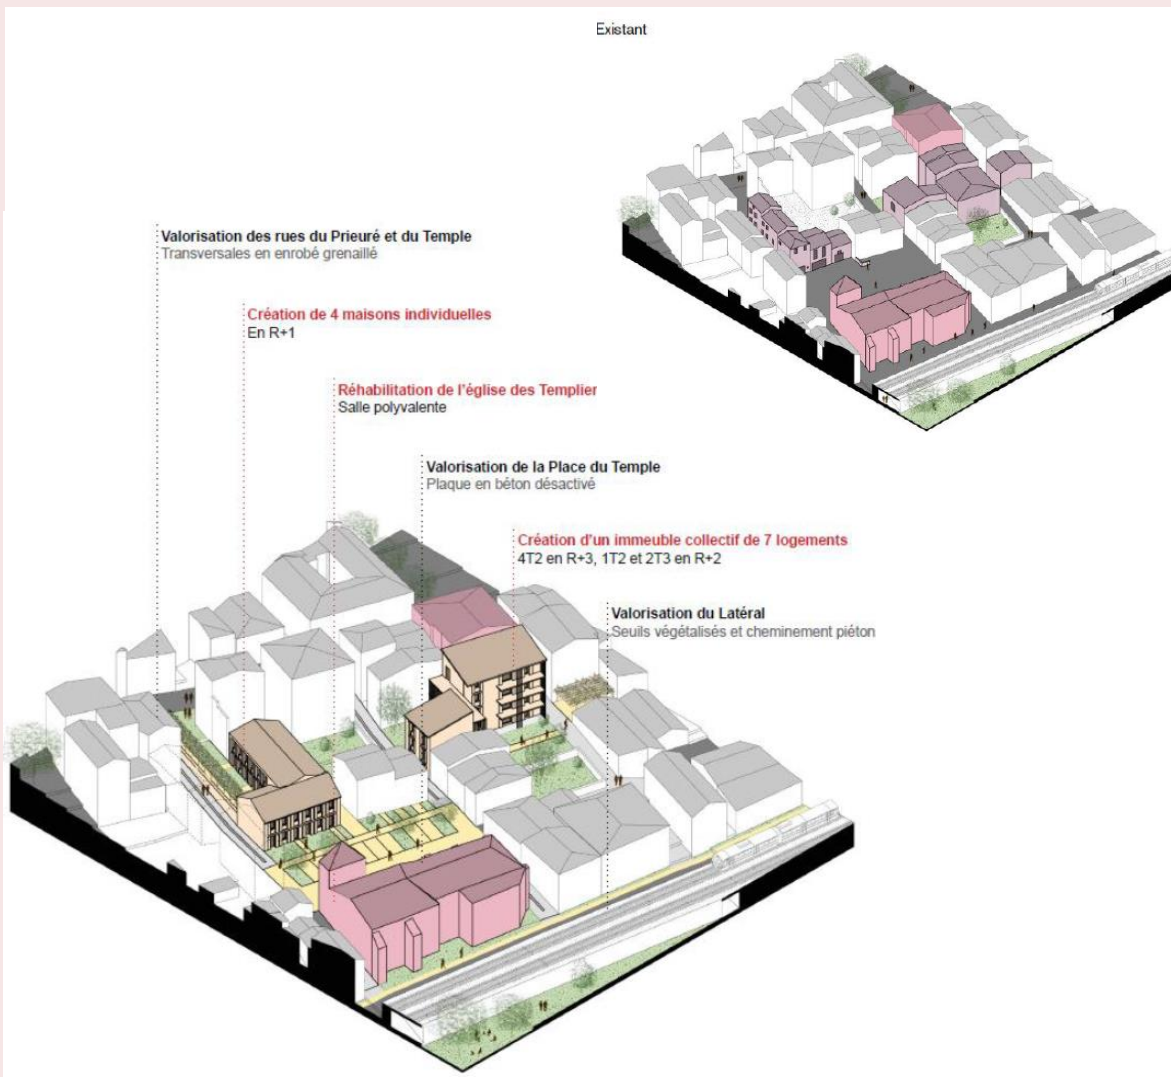 Existant
Valorisation des rues du Prieuré et du Temple
Transversales en enrobé grenaillé
Création de 4 maisons individuelles
En R+1
Réhabilitation de l'église des Templier
Salle polyvalente
Valorisation de la Place du Temple
Plaque en béton désactivé
Création d'un immeuble collectif de 7 logements
4T2 en R+3, 1T2 et 2T3 en R+2
Valorisation du Latéral
Seuils végétalisés et cheminement piéton